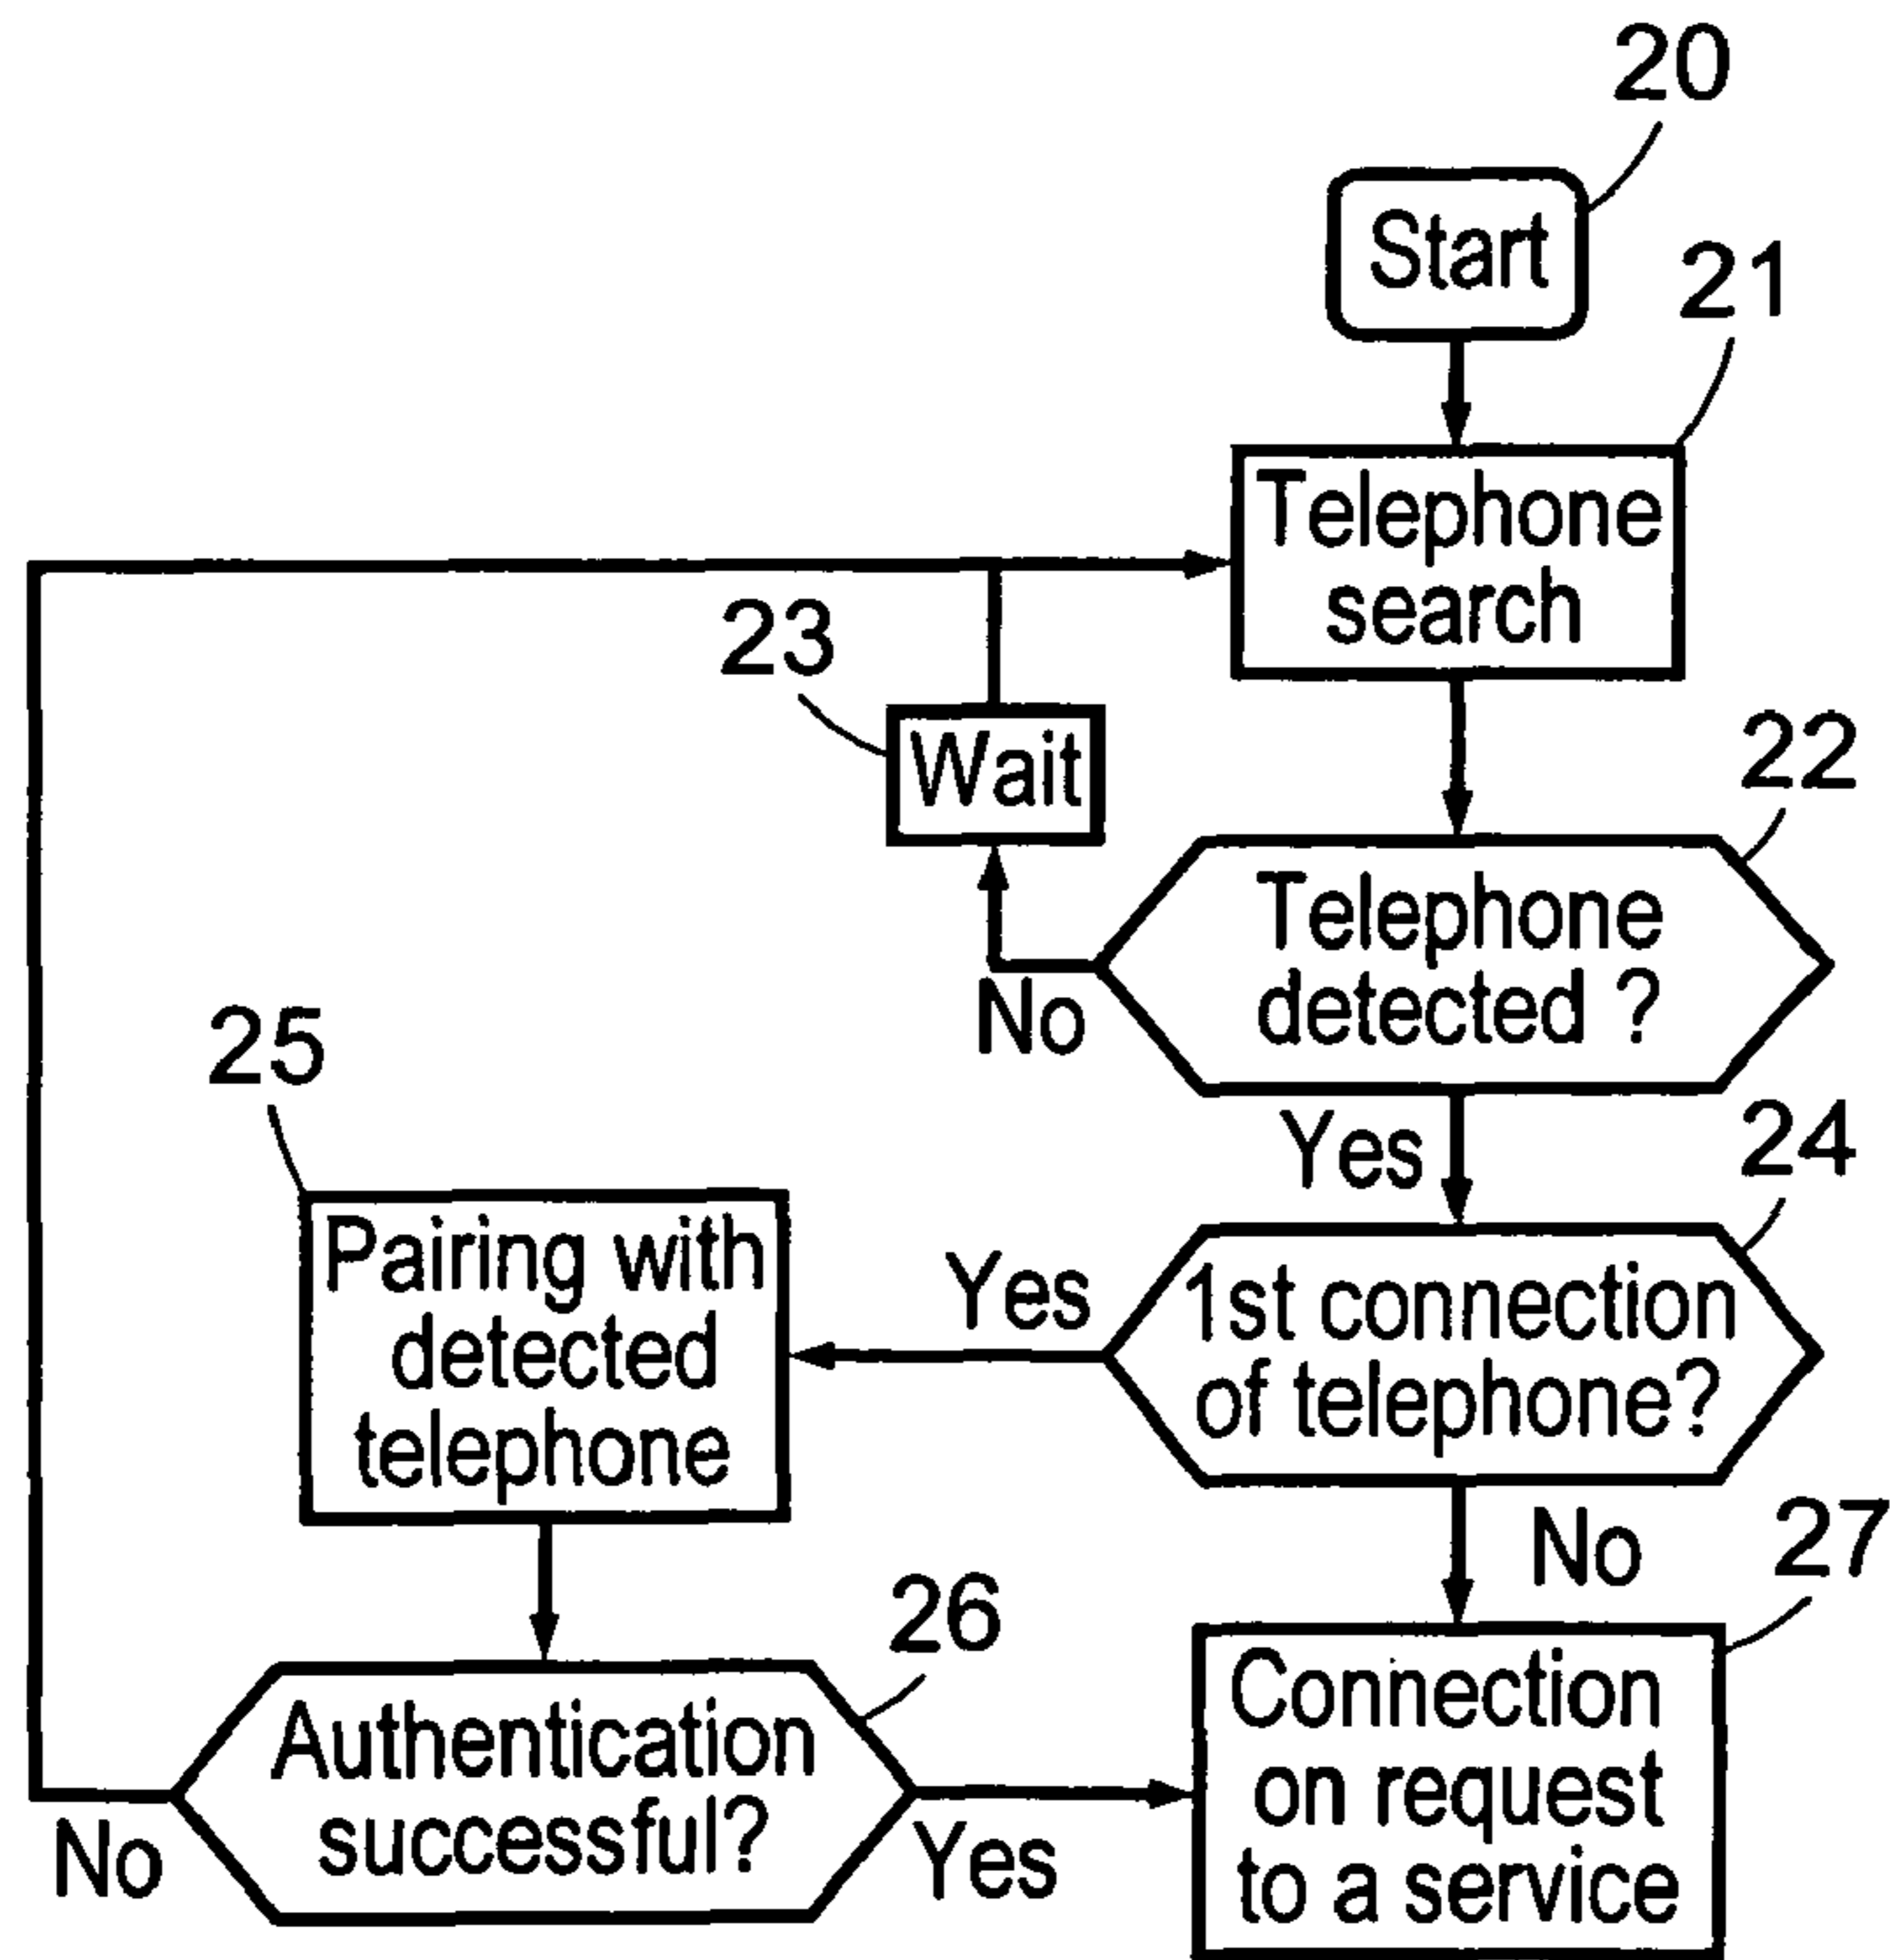 20
Start
21
Telephone
search
23
Wait
22
Telephone
detected ?
No
Yes
25
24
Pairing with
detected
telephone
Yes
1st connection
of telephone?
No
27
26
Authentication
successful?
No
Yes
Connection
on request
to a service